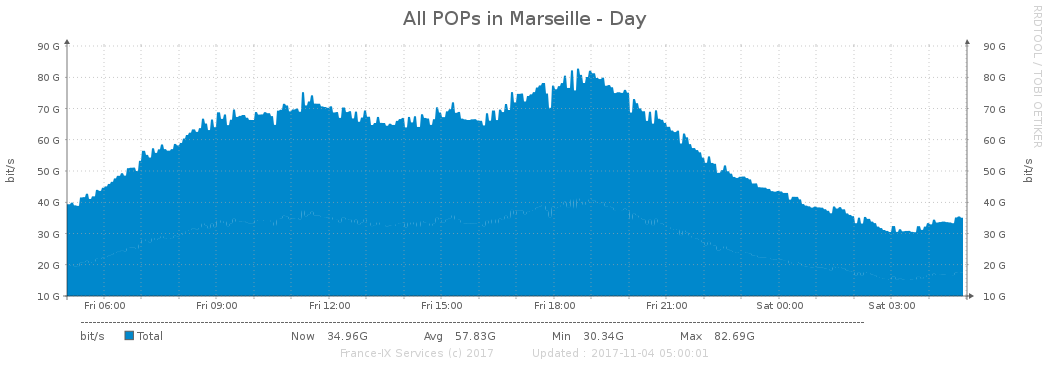 All POPs in Marseille - Day
RRDTOOL / TOBI OETIKER
90 G 90 G
80 G 80 G
70 G 70 G
60 G 60 G
50 G 50 G
40 G 40 G
30 G 30 G
20 G 20 G
10 G 10 G
bit/s
bit/s
Fri 06:00 Fri 09:00 Fri 12:00 Fri 15:00 Fri 18:00 Fri 21:00 Sat 00:00 Sat 03:00
bit/s Total Now 34.96G Avg 57.83G Min 30.34G Max 82.69G
France-IX Services (c) 2017 Updated : 2017-11-04 05:00:01